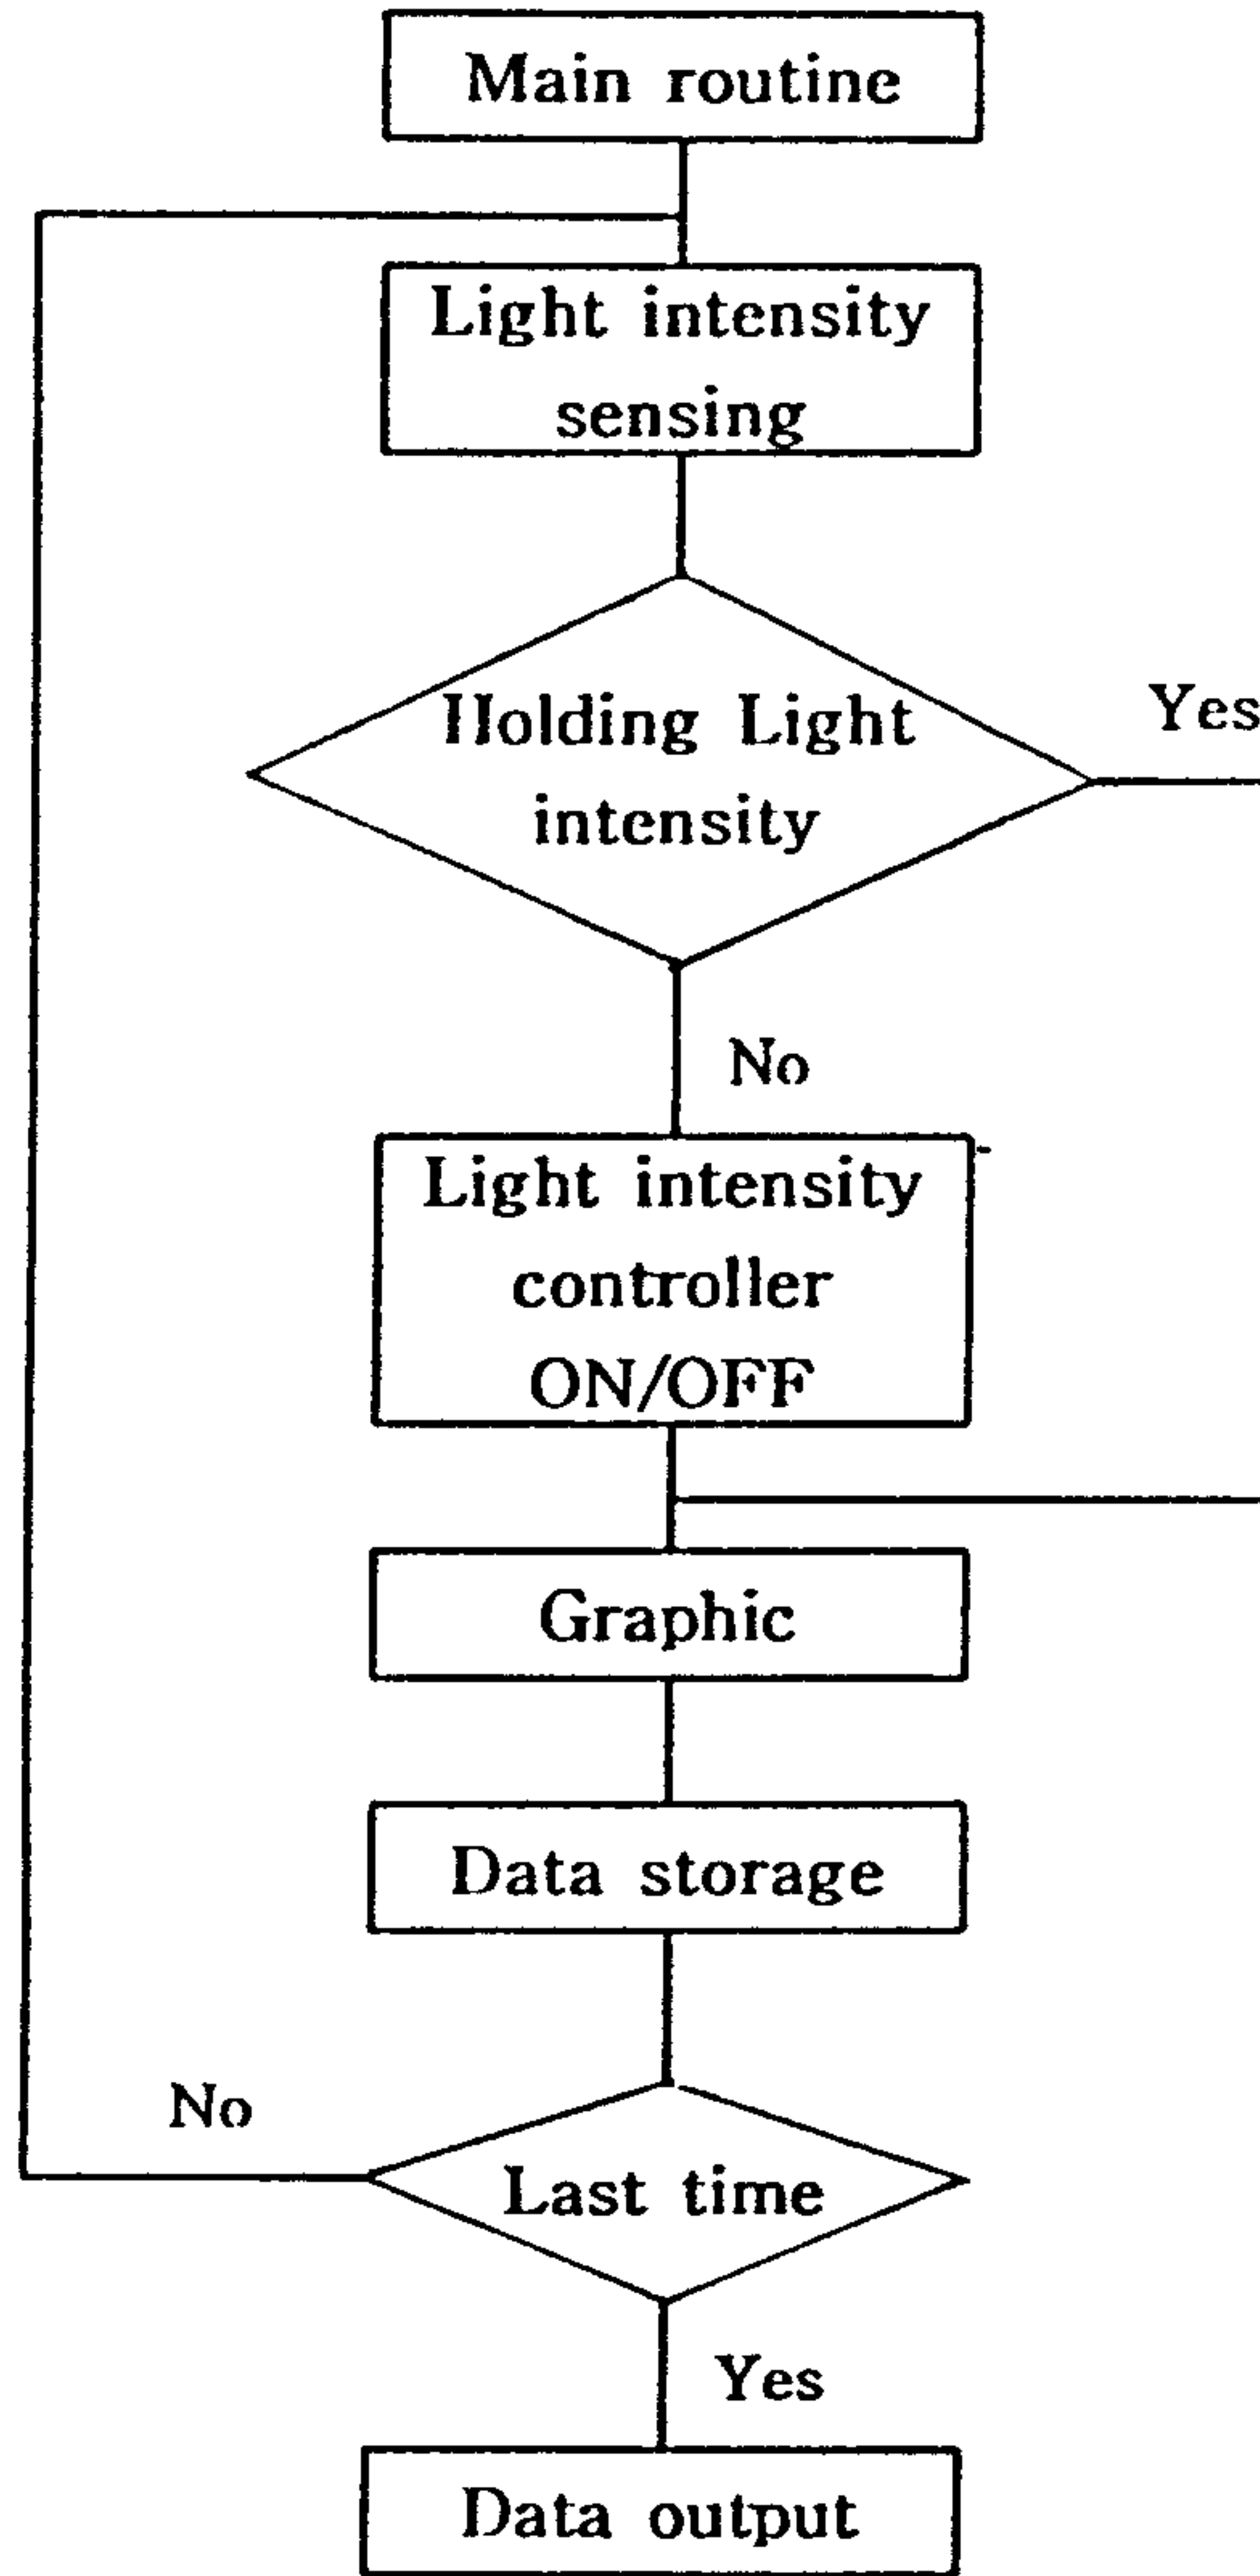 Main routine
Light intensity
sensing
Holding Light
intensity
Yes
No
Light intensity
controller
ON/OFF
Graphic
Data storage
No
Last time
Yes
Data output